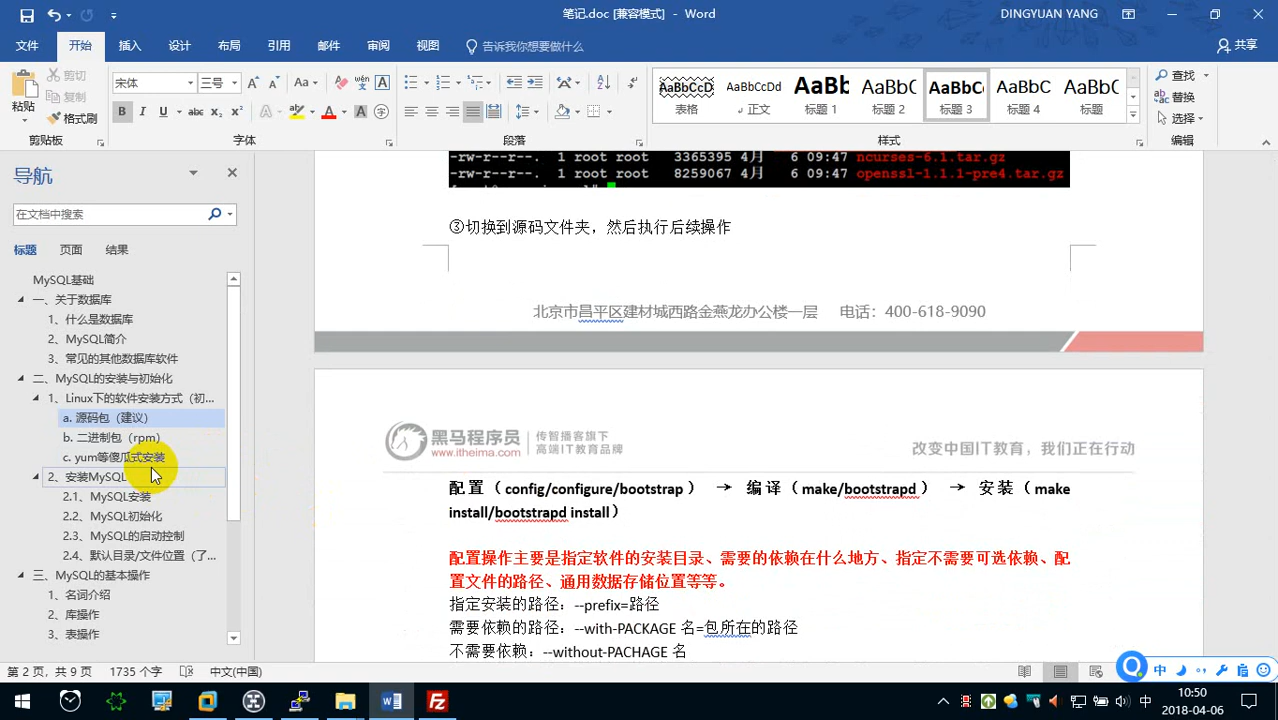 笔记.doc [兼容模式] - Word
DINGYUAN YANG
文件 开始 插入 设计 布局 引用 邮件 审阅 视图 告诉我你想要做什么 共享
粘贴 剪切 复制 格式刷
宋体 三号
AaBbCcD 表格 AaBbCcDd 正文 AaBb 标题 1 AaBbC 标题 2 AaBbC 标题 3 AaBbC 标题 4 AaBbC 标题
查找 替换 选择
剪贴板 字体 段落 样式 编辑
导航
在文档中搜索
标题 页面 结果
MySQL基础
一、关于数据库
1、什么是数据库
2、MySQL简介
3、常见的其他数据库软件
二、MySQL的安装与初始化
1、Linux下的软件安装方式（初...
a. 源码包（建议）
b. 二进制包（rpm）
c. yum等傻瓜式安装
2、安装MySQL
2.1、MySQL安装
2.2、MySQL初始化
2.3、MySQL的启动控制
2.4、默认目录/文件位置（了...
三、MySQL的基本操作
1、名词介绍
2、库操作
3、表操作
-rw-r--r--. 1 root root 3365395 4月 6 09:47 ncurses-6.1.tar.gz
-rw-r--r--. 1 root root 8259067 4月 6 09:47 openssl-1.1.1-pre4.tar.gz
③切换到源码文件夹，然后执行后续操作
北京市昌平区建材城西路金燕龙办公楼一层 电话：400-618-9090
黑马程序员 www.itheima.com 传智播客旗下 高端IT教育品牌 改变中国IT教育，我们正在行动
配置（config/configure/bootstrap） → 编译（make/bootstrapd） → 安装（make
install/bootstrapd install）
配置操作主要是指定软件的安装目录、需要的依赖在什么地方、指定不需要可选依赖、配
置文件的路径、通用数据存储位置等等。
指定安装的路径：--prefix=路径
需要依赖的路径：--with-PACKAGE 名=包所在的路径
不需要依赖：--without-PACHAGE 名
第 2 页，共 9 页 1735 个字 中文(中国)
中
中 10:50
2018-04-06